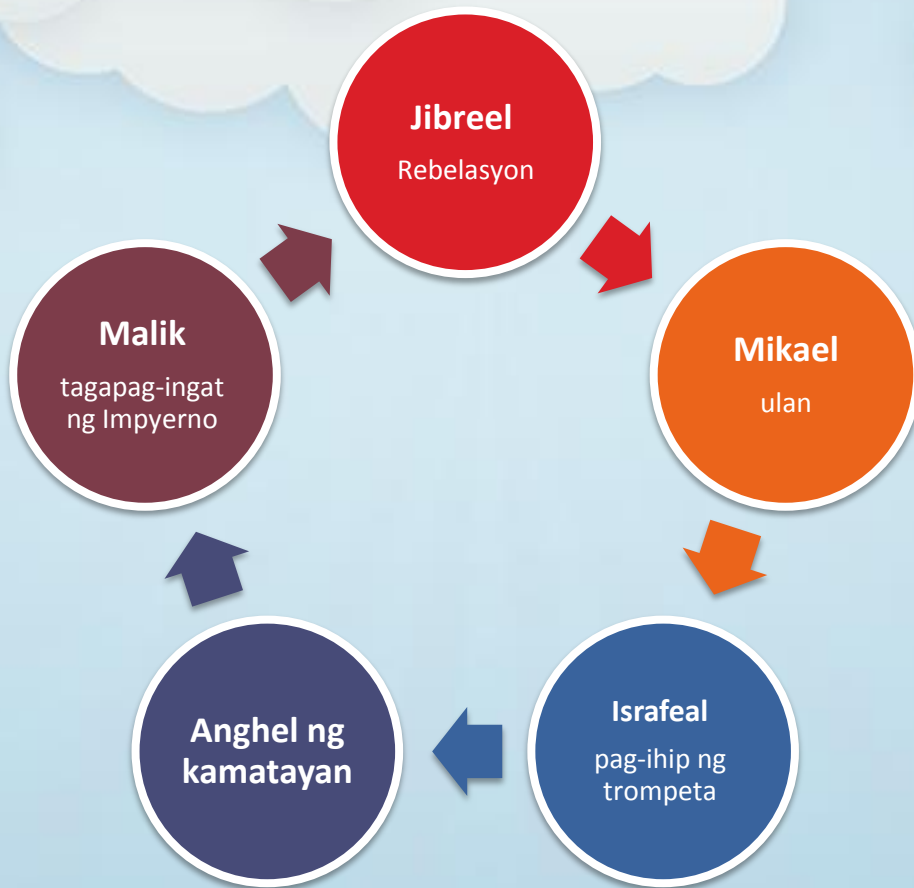 Jibreel
Rebelasyon
Mikael
ulan
Israfeal
pag-ihip ng
trompeta
Anghel ng
kamatayan
Malik
tagapag-ingat
ng Impyerno